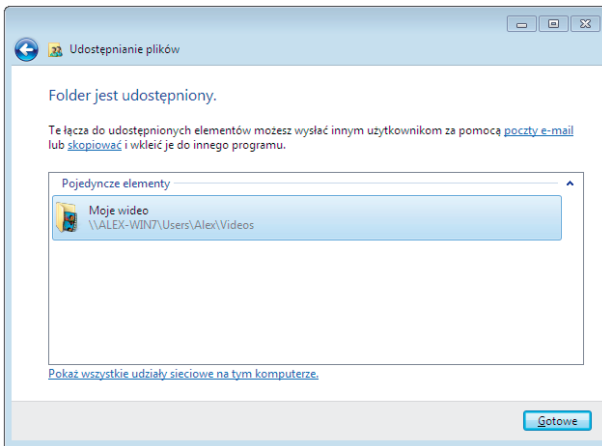 Udostępnianie plików
Folder jest udostępniony.
Te łącza do udostępnionych elementów możesz wysłać innym użytkownikom za pomocą poczty e-mail
lub skopiować i wkleić je do innego programu.
Pojedyncze elementy
Moje wideo
\\ALEX-WIN7\Users\Alex\Videos
Pokaż wszystkie udziały sieciowe na tym komputerze.
Gotowe